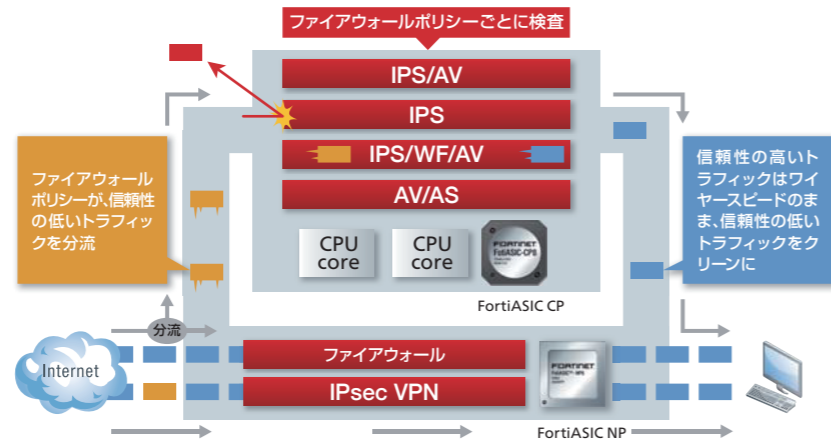 ファイアウォールポリシーごとに検査
IPS/AV
IPS
IPS/WF/AV
AV/AS
ファイアウォール
ポリシーが、信頼性
の低いトラフィッ
クを分流
信頼性の高いト
ラフィックはワイ
ヤースピードのま
ま、信頼性の低い
トラフィックをク
リーンに
CPU
core
CPU
core
FORTINET
FortiASIC CP
分流
Internet
ファイアウォール
IPsec VPN
FORTINET
FortiASIC NP